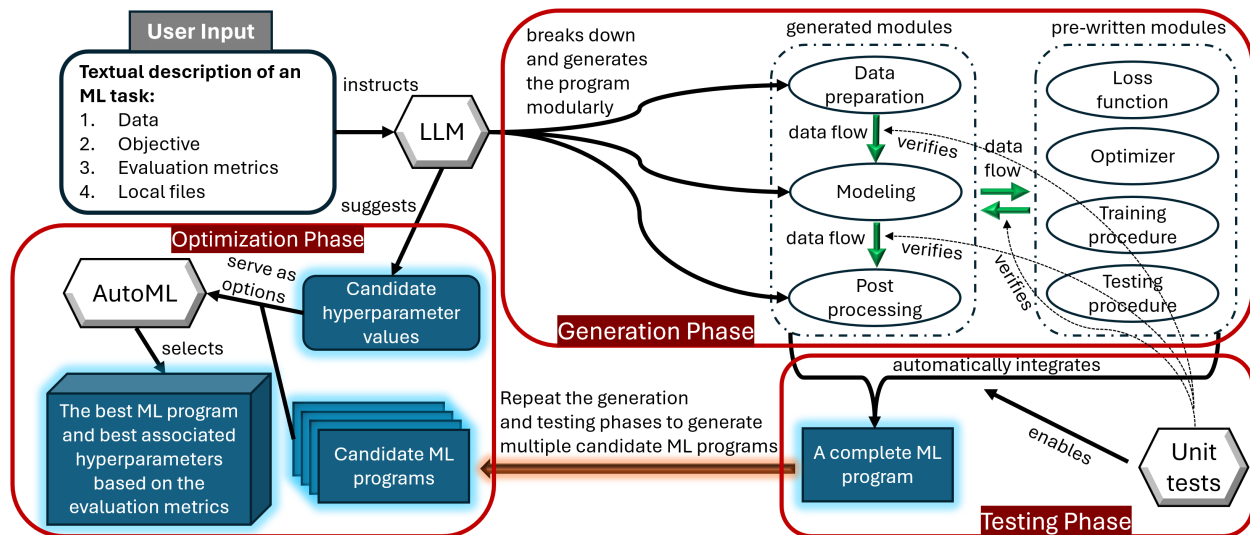 User Input
Textual description of an
ML task:
1. Data
2. Objective
3. Evaluation metrics
4. Local files
instructs
LLM
suggests
breaks down
and generates
the program
modularly
generated modules
Data
preparation
data flow
verifies
Modeling
data flow
verifies
Post
processing
data
flow
verifies
pre-written modules
Loss
function
Optimizer
Training
procedure
Testing
procedure
Generation Phase
Optimization Phase
serve as
options
AutoML
Candidate
hyperparameter
values
selects
The best ML program
and best associated
hyperparameters
based on the
evaluation metrics
Candidate ML
programs
Repeat the generation
and testing phases to generate
multiple candidate ML programs
automatically integrates
A complete ML
program
enables
Unit
tests
Testing Phase